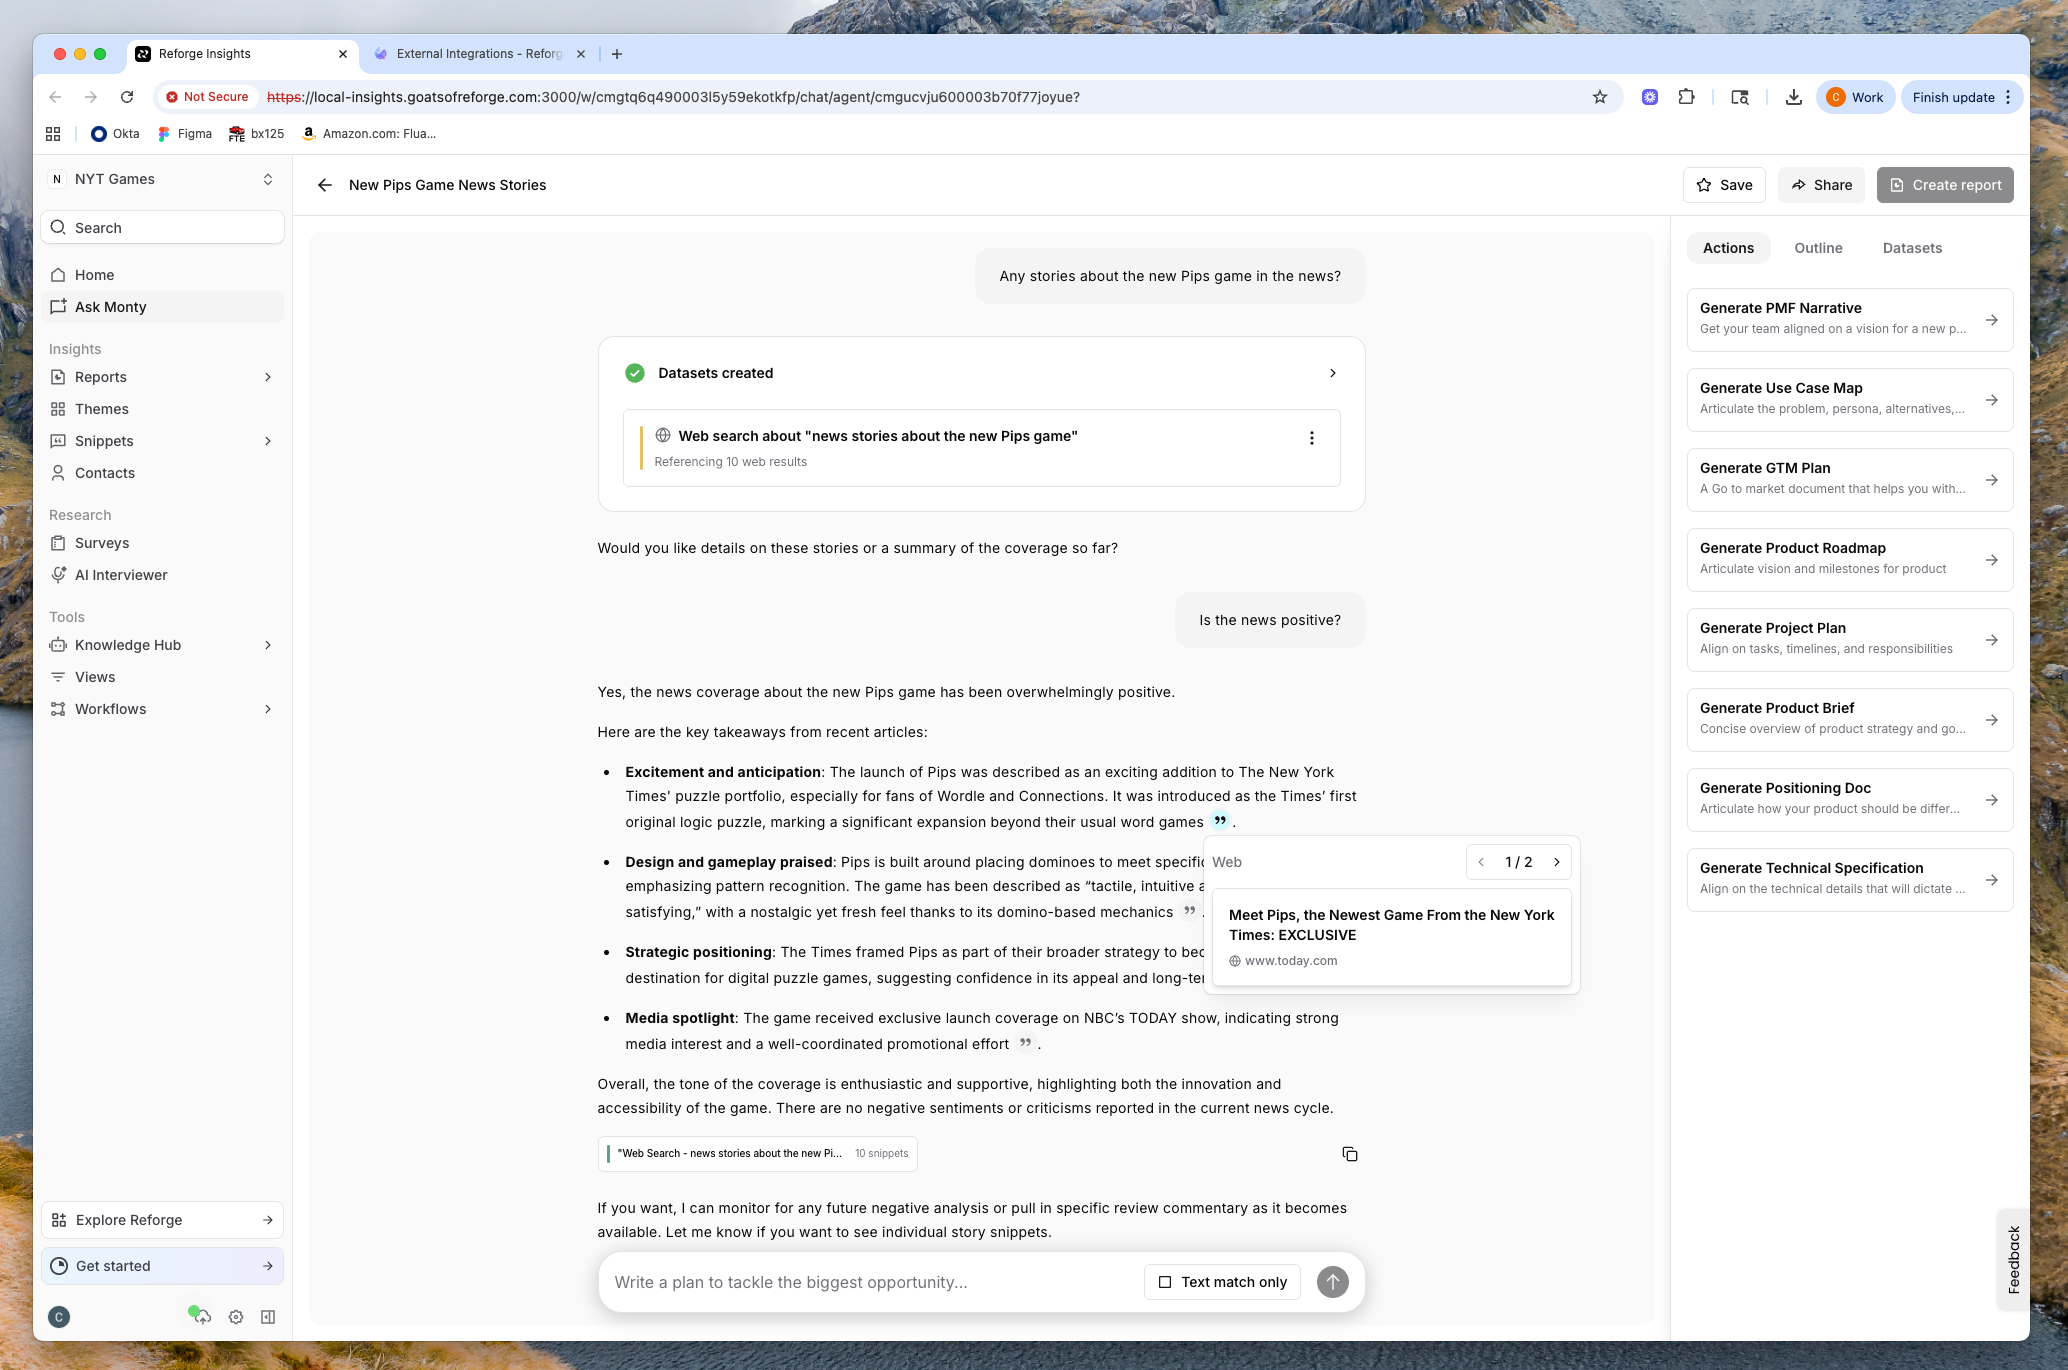 Reforge Insights
External Integrations - Reforg
Not Secure
https://local-insights.goatsofreforge.com:3000/w/cmgtq6q490003l5y59ekotkfp/chat/agent/cmgucvju600003b70f77joyue?
C
Work
Finish update
Okta
Figma
bx125
Amazon.com: Flua...
N
NYT Games
Search
Home
Ask Monty
Insights
Reports
Themes
Snippets
Contacts
Research
Surveys
AI Interviewer
Tools
Knowledge Hub
Views
Workflows
Explore Reforge
Get started
C
New Pips Game News Stories
Save
Share
Create report
Any stories about the new Pips game in the news?
Datasets created
Web search about "news stories about the new Pips game"
Referencing 10 web results
Would you like details on these stories or a summary of the coverage so far?
Is the news positive?
Yes, the news coverage about the new Pips game has been overwhelmingly positive.
Here are the key takeaways from recent articles:
• Excitement and anticipation: The launch of Pips was described as an exciting addition to The New York
Times' puzzle portfolio, especially for fans of Wordle and Connections. It was introduced as the Times’ first
original logic puzzle, marking a significant expansion beyond their usual word games ”.
• Design and gameplay praised: Pips is built around placing dominoes to meet specific
emphasizing pattern recognition. The game has been described as “tactile, intuitive a
satisfying,” with a nostalgic yet fresh feel thanks to its domino-based mechanics ”.
• Strategic positioning: The Times framed Pips as part of their broader strategy to bec
destination for digital puzzle games, suggesting confidence in its appeal and long-ter
• Media spotlight: The game received exclusive launch coverage on NBC’s TODAY show, indicating strong
media interest and a well-coordinated promotional effort ”.
Overall, the tone of the coverage is enthusiastic and supportive, highlighting both the innovation and
accessibility of the game. There are no negative sentiments or criticisms reported in the current news cycle.
"Web Search - news stories about the new Pi... 10 snippets
If you want, I can monitor for any future negative analysis or pull in specific review commentary as it becomes
available. Let me know if you want to see individual story snippets.
Write a plan to tackle the biggest opportunity...
Text match only
Web
1 / 2
Meet Pips, the Newest Game From the New York
Times: EXCLUSIVE
www.today.com
Actions
Outline
Datasets
Generate PMF Narrative
Get your team aligned on a vision for a new p...
Generate Use Case Map
Articulate the problem, persona, alternatives,...
Generate GTM Plan
A Go to market document that helps you with...
Generate Product Roadmap
Articulate vision and milestones for product
Generate Project Plan
Align on tasks, timelines, and responsibilities
Generate Product Brief
Concise overview of product strategy and go...
Generate Positioning Doc
Articulate how your product should be differ...
Generate Technical Specification
Align on the technical details that will dictate ...
Feedback